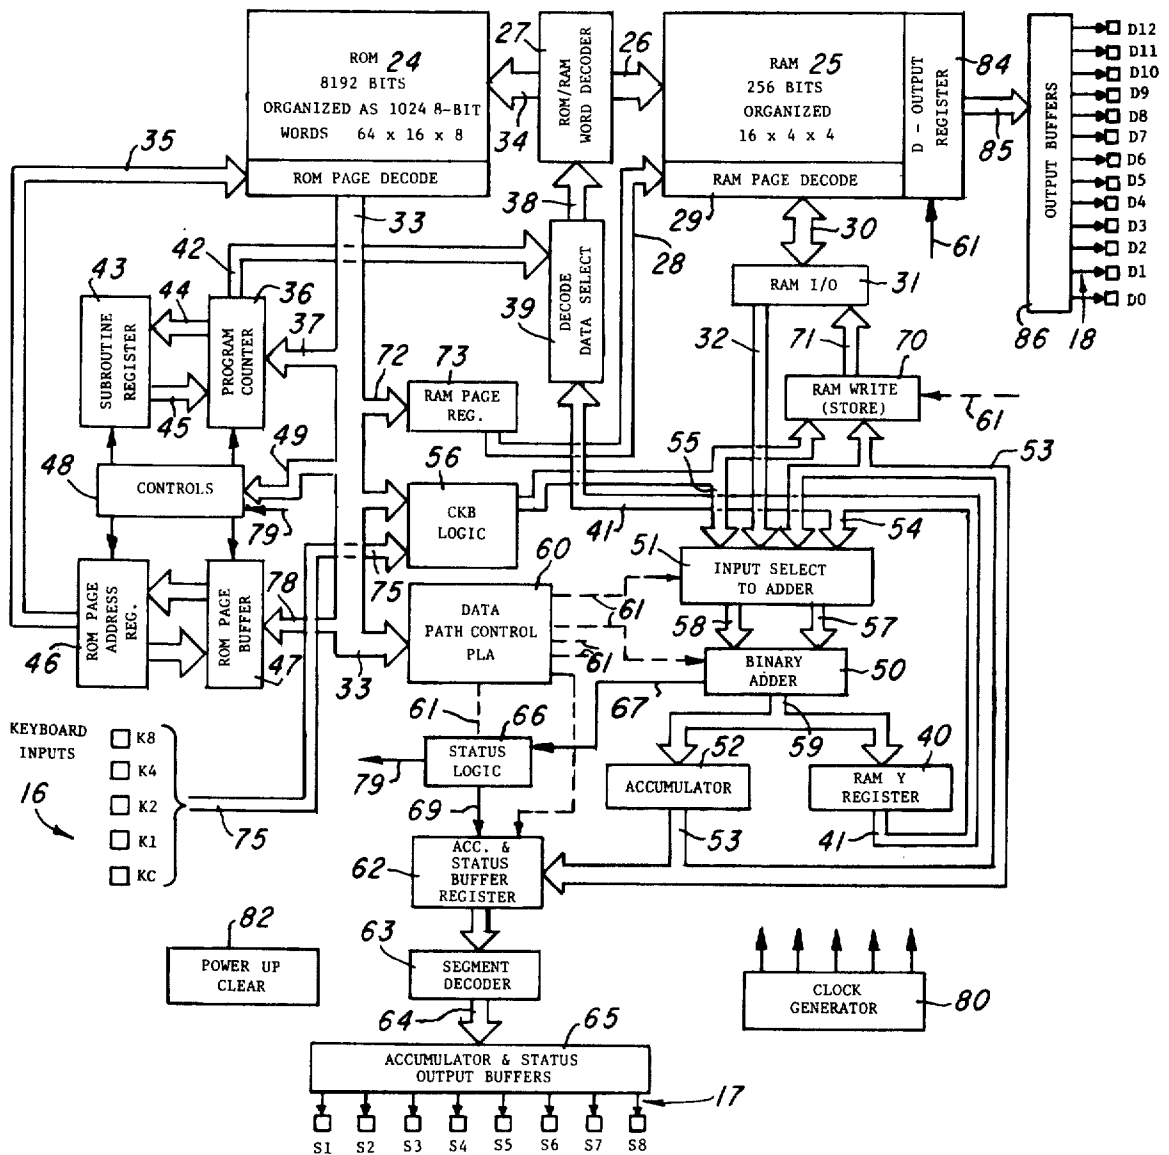 ROM 24
8192 BITS
ORGANIZED AS 1024 8-BIT
WORDS 64 x 16 x 8
ROM PAGE DECODE
27
ROM/RAM
WORD DECODER
26
34
RAM 25
256 BITS
ORGANIZED
16 x 4 x 4
RAM PAGE DECODE
D - OUTPUT
REGISTER
84
85
OUTPUT BUFFERS
D12
D11
D10
D9
D8
D7
D6
D5
D4
D3
D2
D1
D0
86
18
35
33
38
29
28
30
61
42
43
44
36
37
SUBROUTINE
REGISTER
PROGRAM
COUNTER
45
39
DECODE
DATA SELECT
RAM I/O
31
32
71
70
72
73
RAM PAGE
REG.
RAM WRITE
(STORE)
61
49
48
CONTROLS
79
56
CKB
LOGIC
55
53
41
54
75
60
51
INPUT SELECT
TO ADDER
78
ROM PAGE
ADDRESS
REG.
46
ROM PAGE
BUFFER
47
33
DATA
PATH CONTROL
PLA
61
61
61
58
57
BINARY
ADDER
50
67
59
61
66
STATUS
LOGIC
79
69
52
ACCUMULATOR
40
RAM Y
REGISTER
53
41
KEYBOARD
INPUTS
16
K8
K4
K2
K1
KC
75
62
ACC. &
STATUS
BUFFER
REGISTER
82
POWER UP
CLEAR
63
SEGMENT
DECODER
64
CLOCK
GENERATOR
80
65
ACCUMULATOR & STATUS
OUTPUT BUFFERS
17
S1 S2 S3 S4 S5 S6 S7 S8